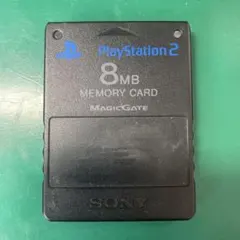 PlayStation 2
8MB
MEMORY CARD
MAGICGATE
SONY